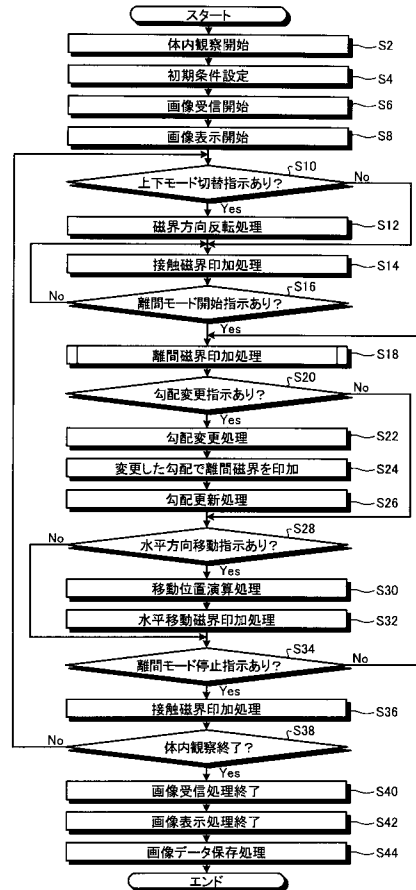 スタート
体内観察開始 S2
初期条件設定 S4
画像受信開始 S6
画像表示開始 S8
S10
上下モード切替指示あり? No
Yes
磁界方向反転処理 S12
接触磁界印加処理 S14
S16
No 離間モード開始指示あり?
Yes
離間磁界印加処理 S18
S20
勾配変更指示あり? No
Yes
勾配変更処理 S22
変更した勾配で離間磁界を印加 S24
勾配更新処理 S26
S28
No 水平方向移動指示あり?
Yes
移動位置演算処理 S30
水平移動磁界印加処理 S32
S34
離間モード停止指示あり? No
Yes
接触磁界印加処理 S36
S38
No 体内観察終了?
Yes
画像受信処理終了 S40
画像表示処理終了 S42
画像データ保存処理 S44
エンド